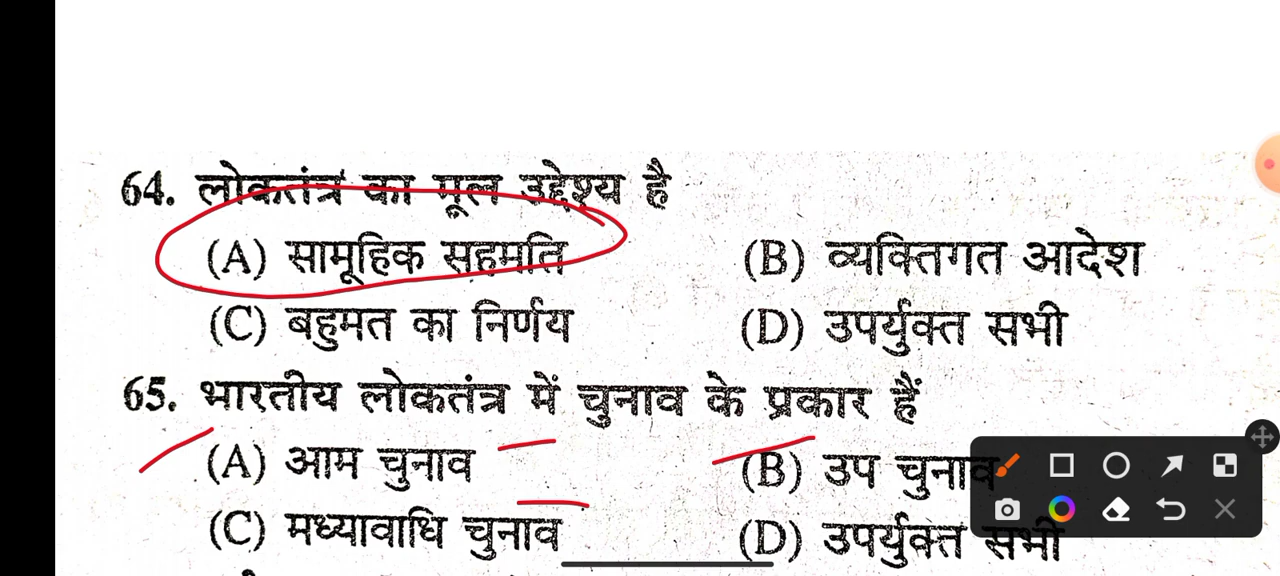 64. लोकतंत्र का मूल उद्देश्य है
(A) सामूहिक सहमति (B) व्यक्तिगत आदेश
(C) बहुमत का निर्णय (D) उपर्युक्त सभी
65. भारतीय लोकतंत्र में चुनाव के प्रकार हैं
(A) आम चुनाव (B) उप चुनाव
(C) मध्यावाधि चुनाव (D) उपर्युक्त सभी